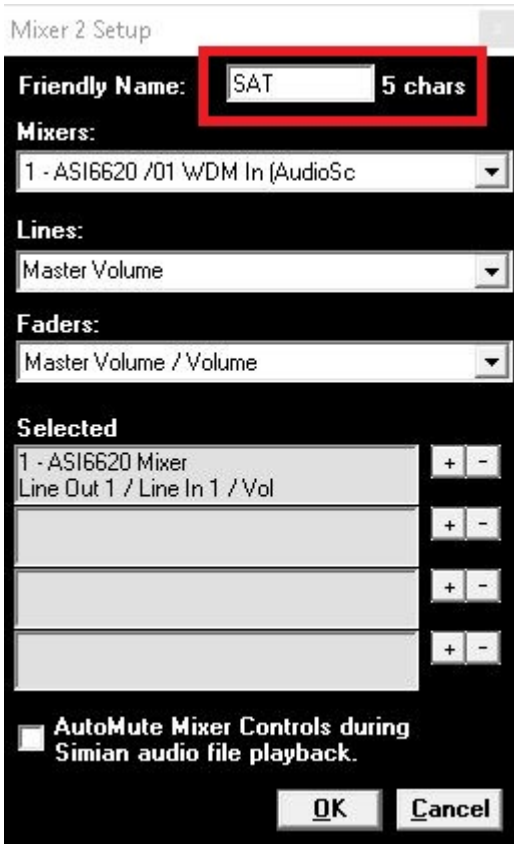 Mixer 2 Setup
Friendly Name: SAT 5 chars
Mixers:
1 - ASI6620 /01 WDM In (AudioSc
Lines:
Master Volume
Faders:
Master Volume / Volume
Selected
1 - ASI6620 Mixer + -
Line Out 1 / Line In 1 / Vol
+ -
+ -
+ -
AutoMute Mixer Controls during
Simian audio file playback.
OK Cancel